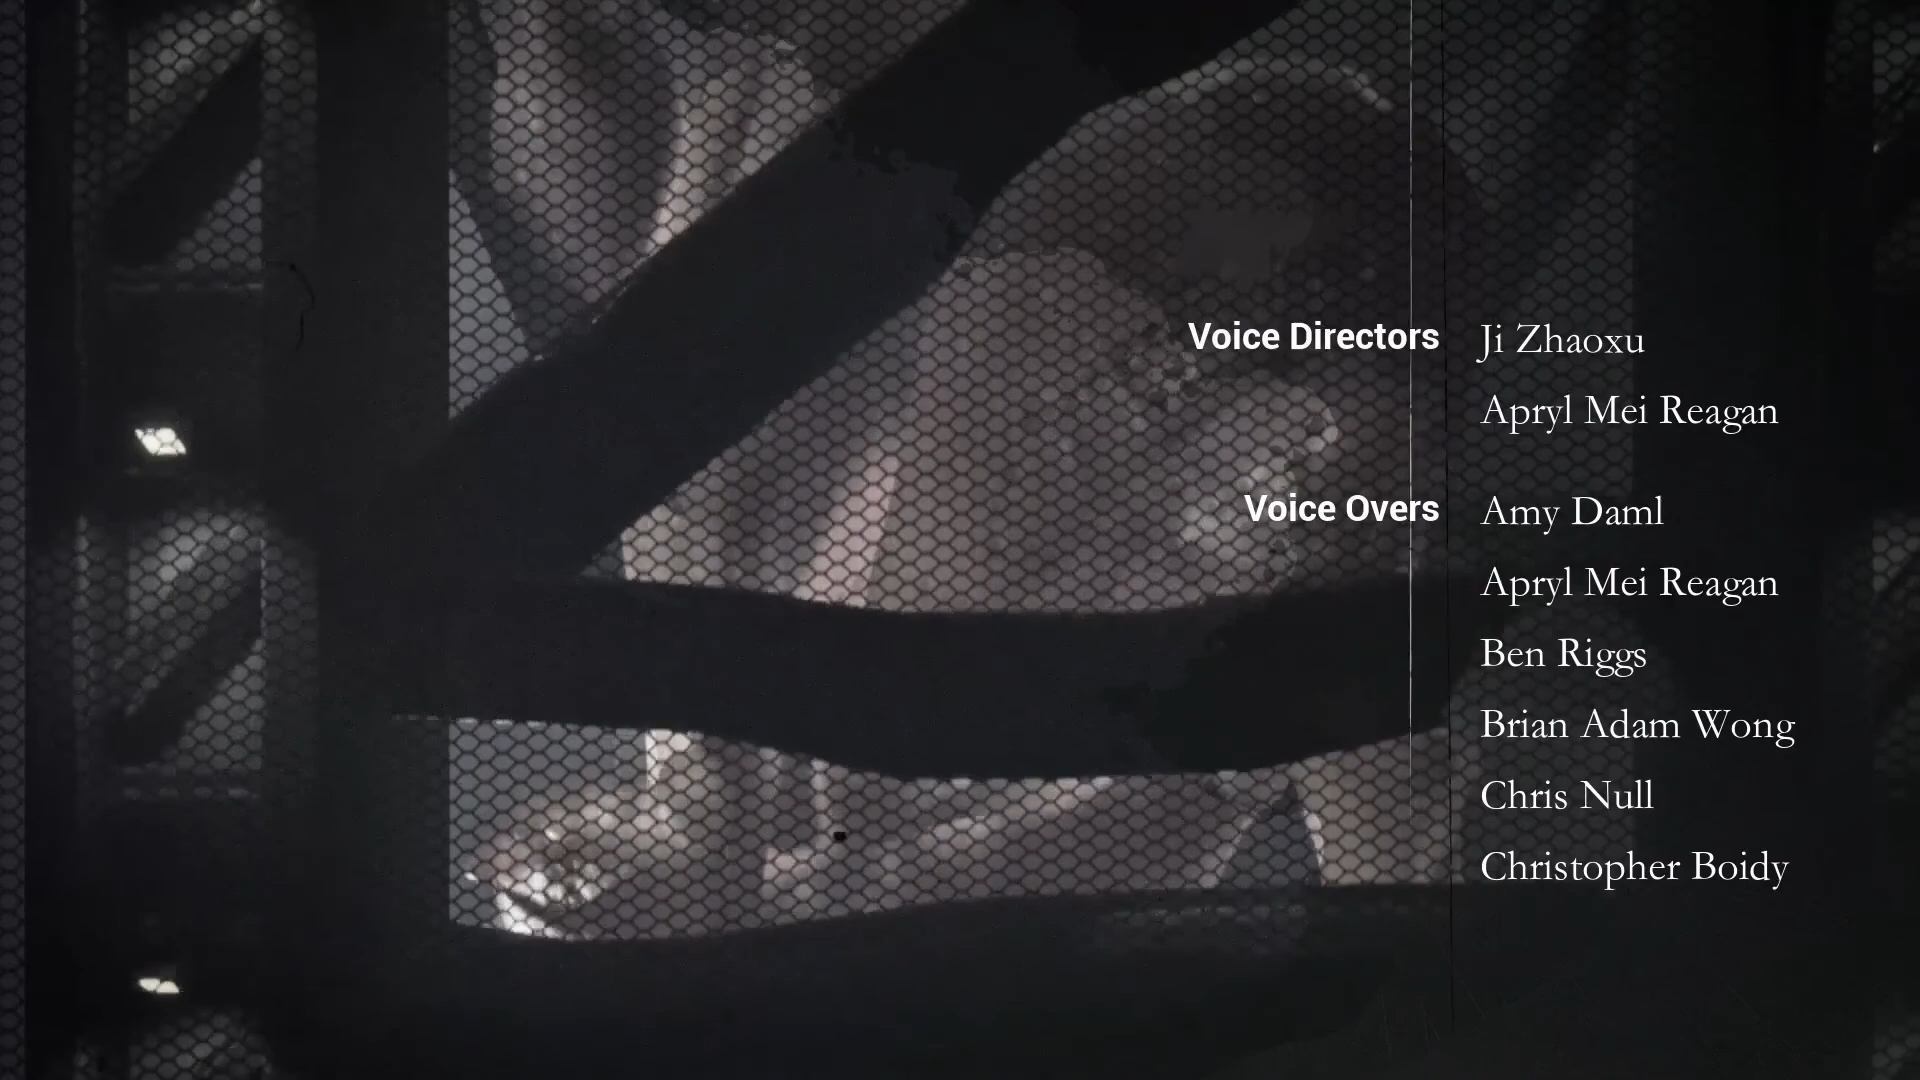 Voice Directors Ji Zhaoxu
Apryl Mei Reagan
Voice Overs Amy Daml
Apryl Mei Reagan
Ben Riggs
Brian Adam Wong
Chris Null
Christopher Boidy